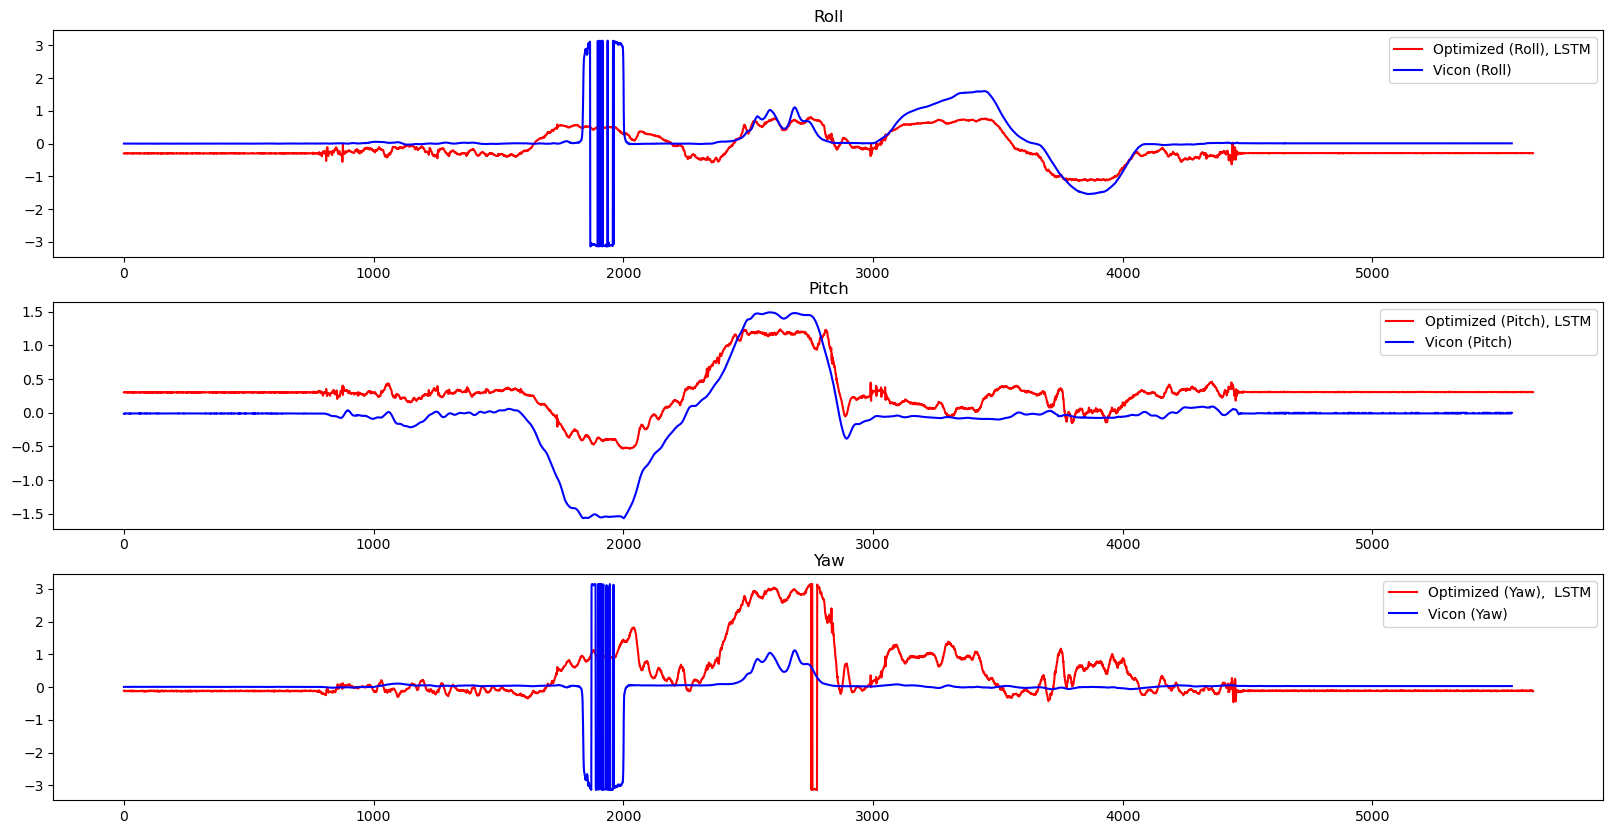 Roll
3
2
1
0
−1
−2
−3
Optimized (Roll), LSTM
Vicon (Roll)
0 1000 2000 3000 4000 5000
Pitch
1.5
1.0
0.5
0.0
−0.5
−1.0
−1.5
Optimized (Pitch), LSTM
Vicon (Pitch)
0 1000 2000 3000 4000 5000
Yaw
3
2
1
0
−1
−2
−3
Optimized (Yaw),  LSTM
Vicon (Yaw)
0 1000 2000 3000 4000 5000